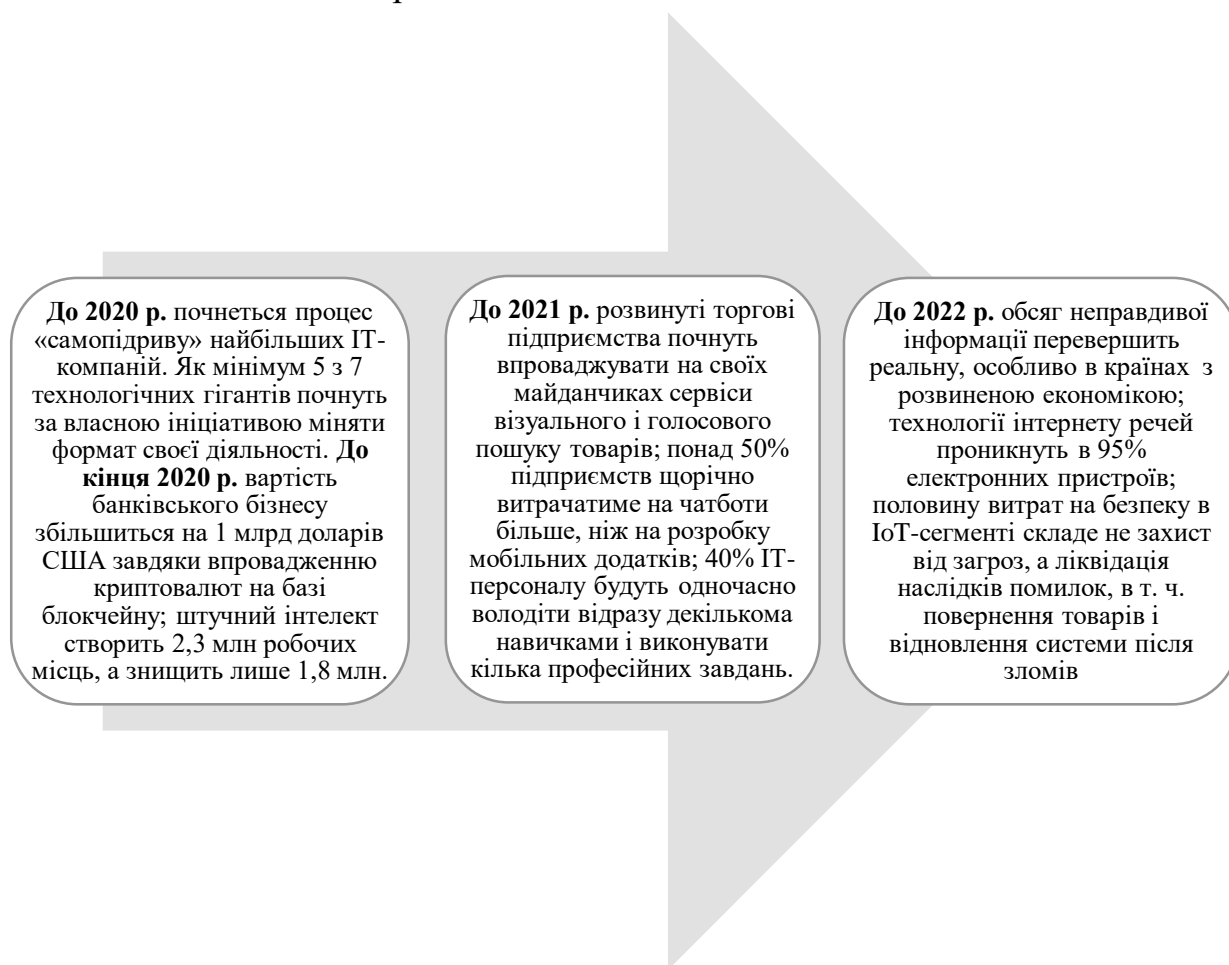 До 2020 р. почнеться процес
«самопідриву» найбільших ІТ-
компаній. Як мінімум 5 з 7
технологічних гігантів почнуть
за власною ініціативою міняти
формат своєї діяльності. До
кінця 2020 р. вартість
банківського бізнесу
збільшиться на 1 млрд доларів
США завдяки впровадженню
криптовалют на базі
блокчейну; штучний інтелект
створить 2,3 млн робочих
місць, а знищить лише 1,8 млн.
До 2021 р. розвинуті торгові
підприємства почнуть
впроваджувати на своїх
майданчиках сервіси
візуального і голосового
пошуку товарів; понад 50%
підприємств щорічно
витрачатиме на чатботи
більше, ніж на розробку
мобільних додатків; 40% ІТ-
персоналу будуть одночасно
володіти відразу декількома
навичками і виконувати
кілька професійних завдань.
До 2022 р. обсяг неправдивої
інформації перевершить
реальну, особливо в країнах з
розвиненою економікою;
технології інтернету речей
проникнуть в 95%
електронних пристроїв;
половину витрат на безпеку в
ІоТ-сегменті складе не захист
від загроз, а ліквідація
наслідків помилок, в т. ч.
повернення товарів і
відновлення системи після
зломів